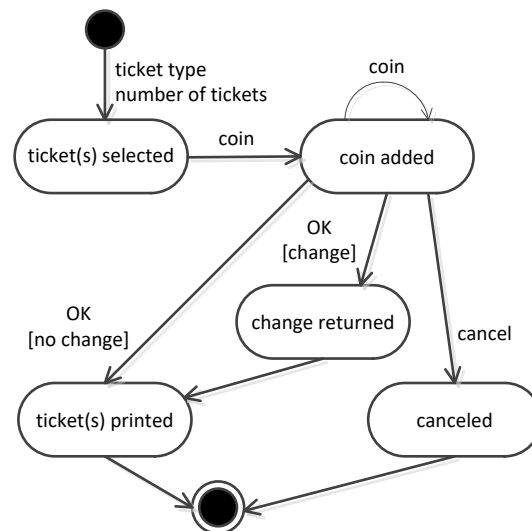 ticket type
number of tickets
coin
ticket(s) selected
coin
coin added
OK
[change]
OK
[no change]
change returned
cancel
ticket(s) printed
canceled